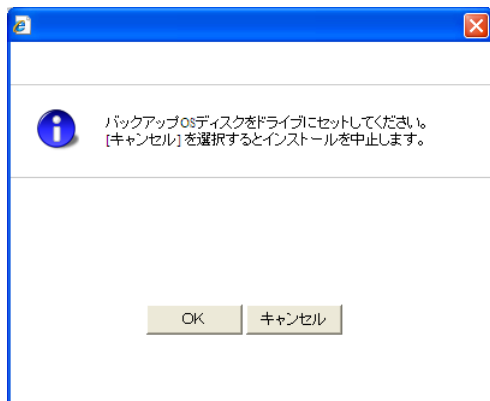 バックアップOSディスクをドライブにセットしてください。
[キャンセル]を選択するとインストールを中止します。
OK
キャンセル